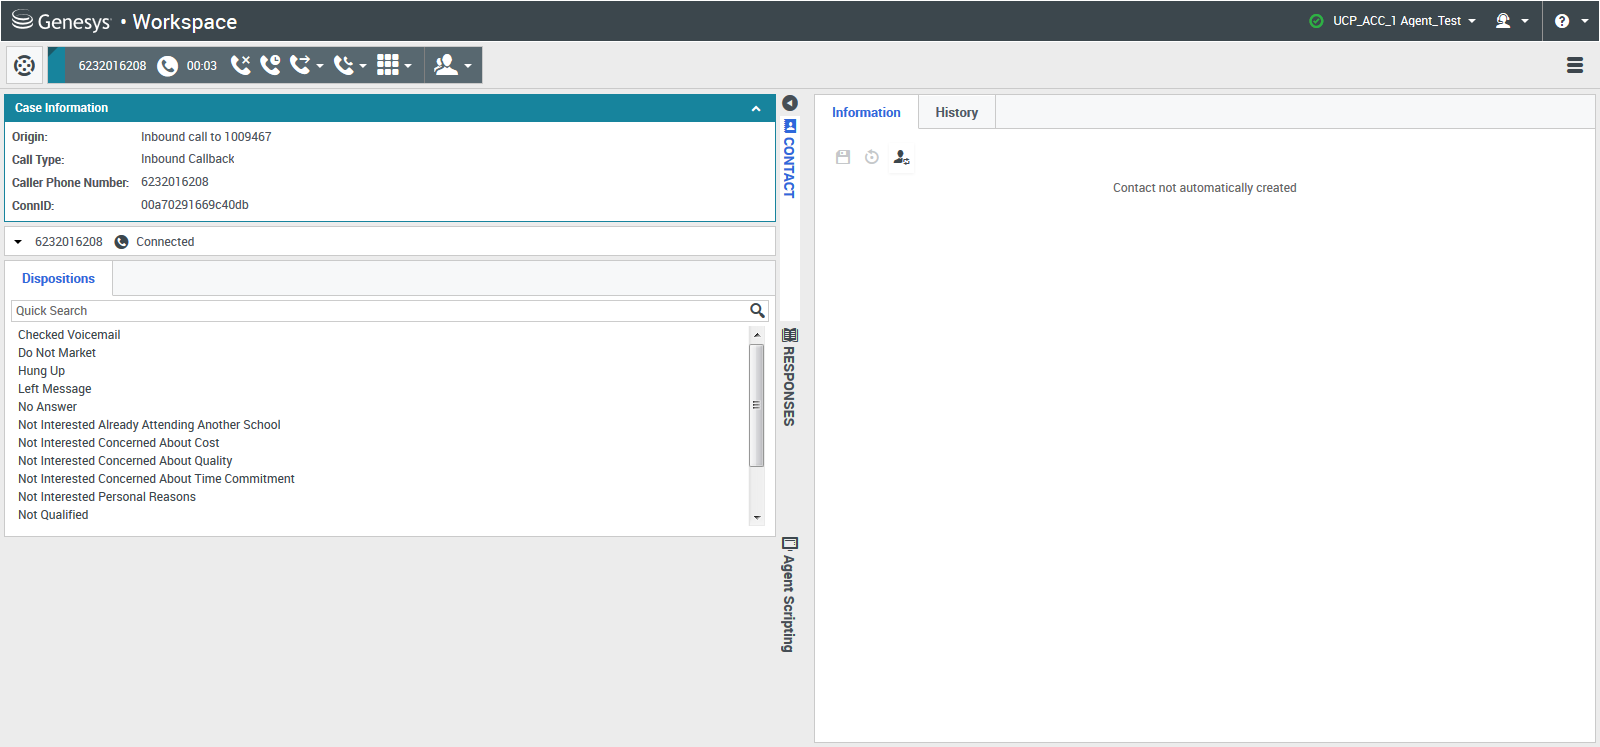 Genesys • Workspace
UCP_ACC_1 Agent_Test
?
6232016208 00:03
Case Information
Origin: Inbound call to 1009467
Call Type: Inbound Callback
Caller Phone Number: 6232016208
ConnID: 00a70291669c40db
6232016208 Connected
Dispositions
Quick Search
Checked Voicemail
Do Not Market
Hung Up
Left Message
No Answer
Not Interested Already Attending Another School
Not Interested Concerned About Cost
Not Interested Concerned About Quality
Not Interested Concerned About Time Commitment
Not Interested Personal Reasons
Not Qualified
CONTACT
RESPONSES
Agent Scripting
Information History
Contact not automatically created